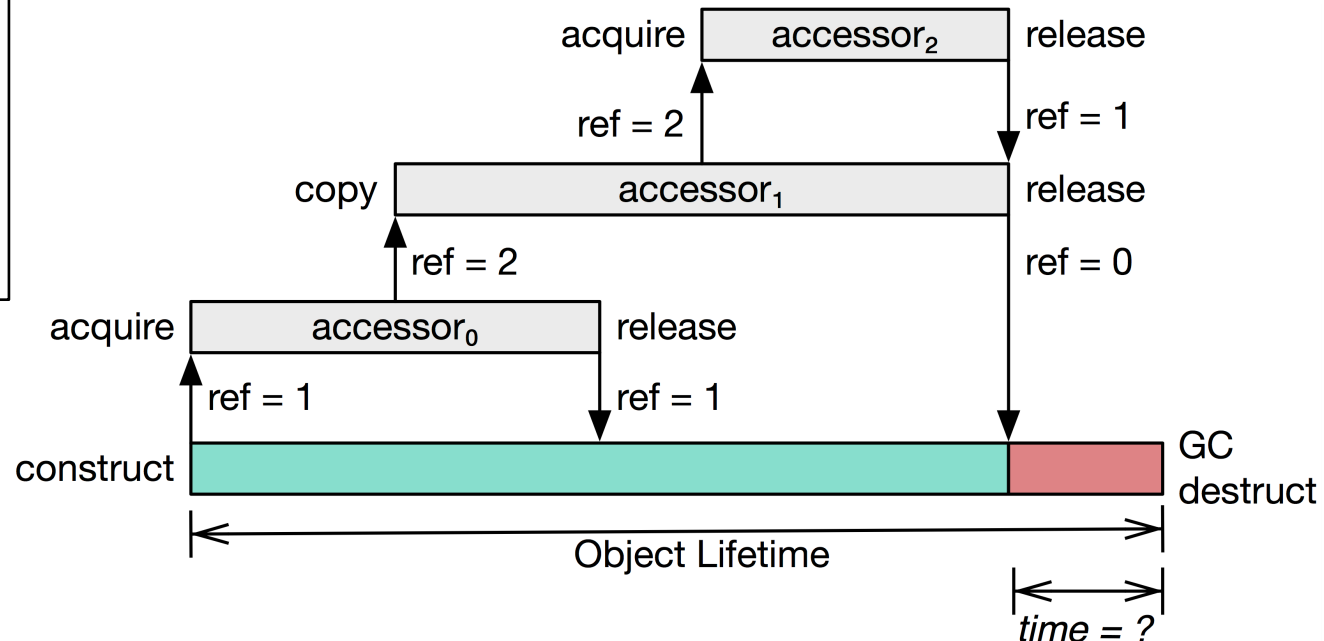 acquire accessor₂ release
ref = 2 ref = 1
copy accessor₁ release
ref = 2 ref = 0
acquire accessor₀ release
ref = 1 ref = 1
construct GC
destruct
Object Lifetime
time = ?